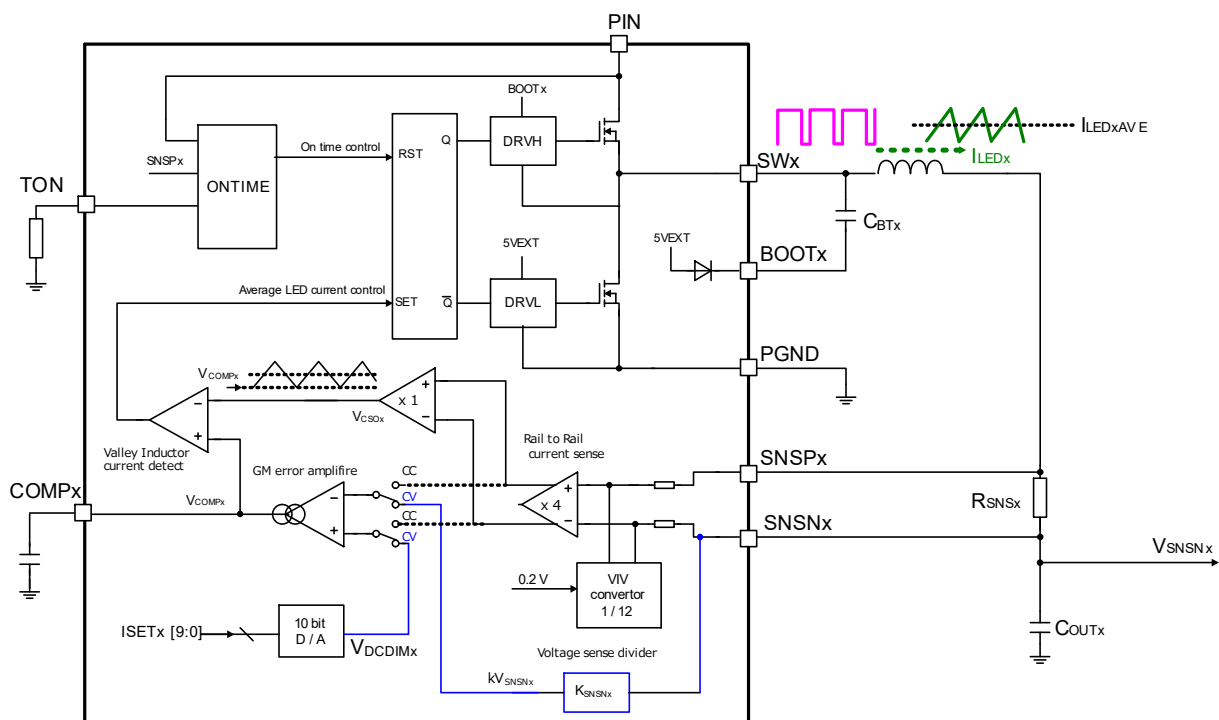 PIN
BOOTx
On time control
RST
Q
DRVH
SNSPx
ONTIME
TON
SWx
ILEDxAVE
ILEDx
CBTx
5VEXT
BOOTx
5VEXT
Average LED current control
SET
Q
DRVL
PGND
VCOMPx
+
x 1
−
VCSOx
−
+
Valley Inductor
current detect
Rail to Rail
current sense
SNSPx
GM error amplifire
CC
CV
+
x 4
−
RSNSx
COMPx
VCOMPx
−
+
CC
CV
SNSNx
VSNSNx
0.2 V
VIV
convertor
1 / 12
ISETx [9:0]
10 bit
D / A
VDCDIMx
COUTx
Voltage sense divider
kVSNSNx
KSNSNx